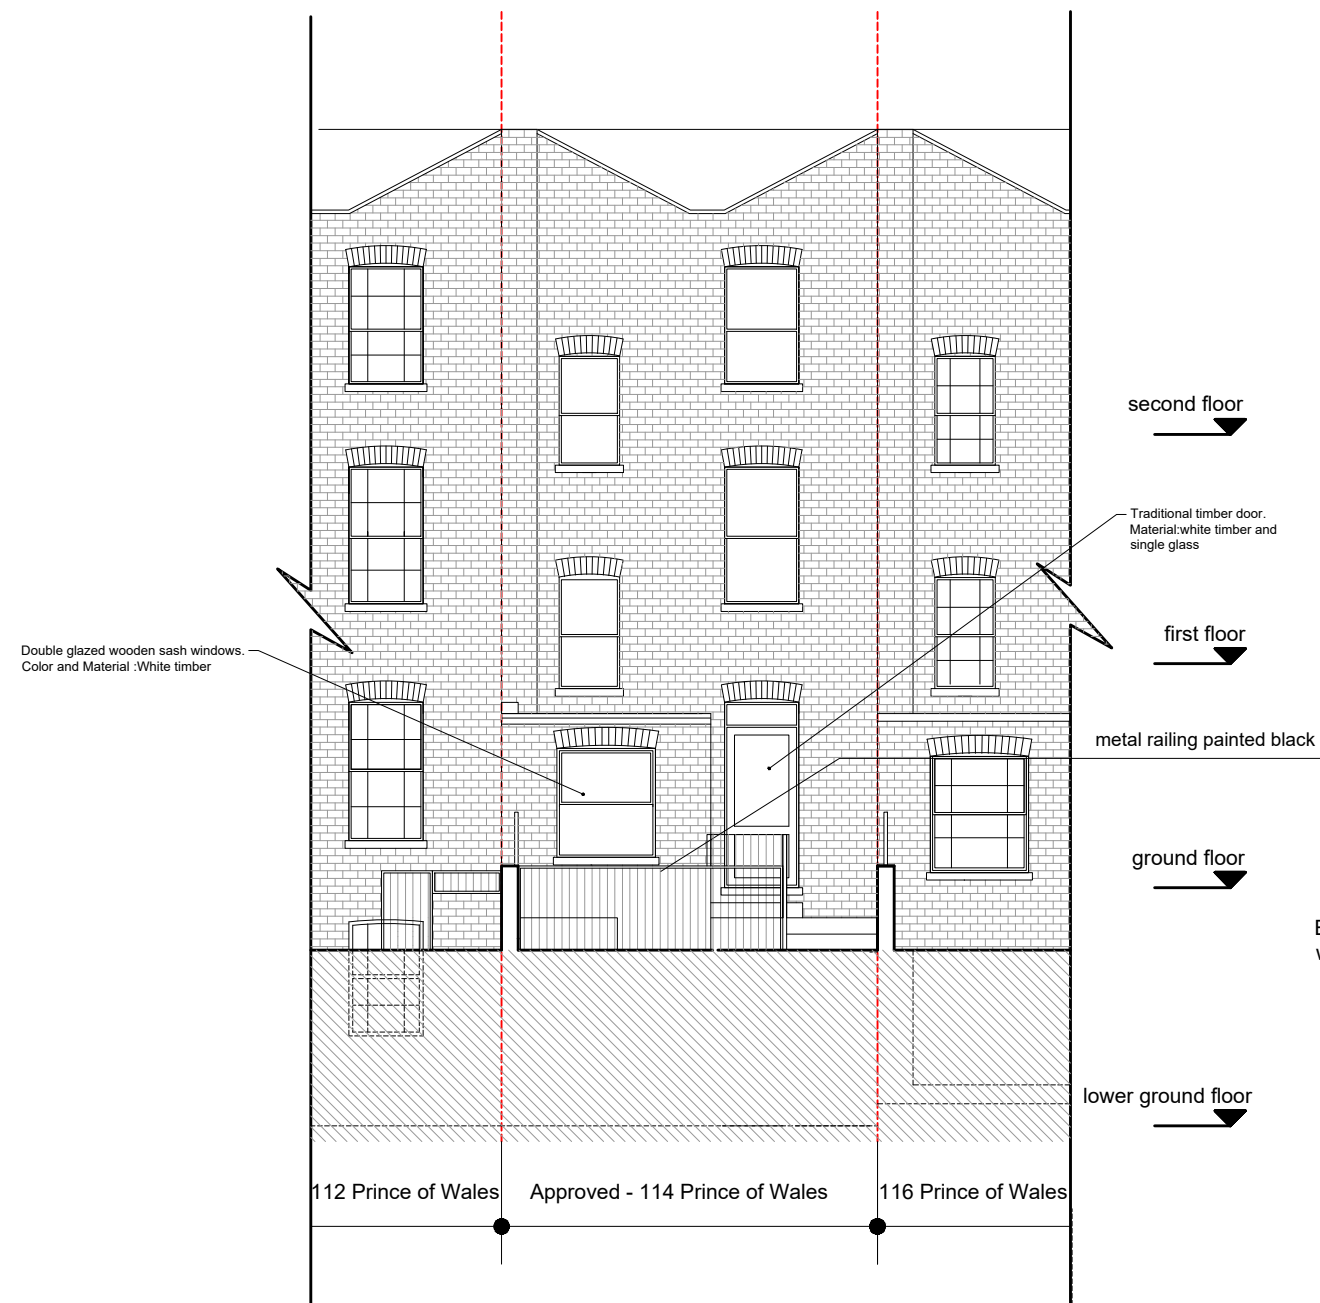 second floor
Traditional timber door.
Material:white timber and
single glass
first floor
Double glazed wooden sash windows.
Color and Material :White timber
metal railing painted black
ground floor
lower ground floor
112 Prince of Wales
Approved - 114 Prince of Wales
116 Prince of Wales